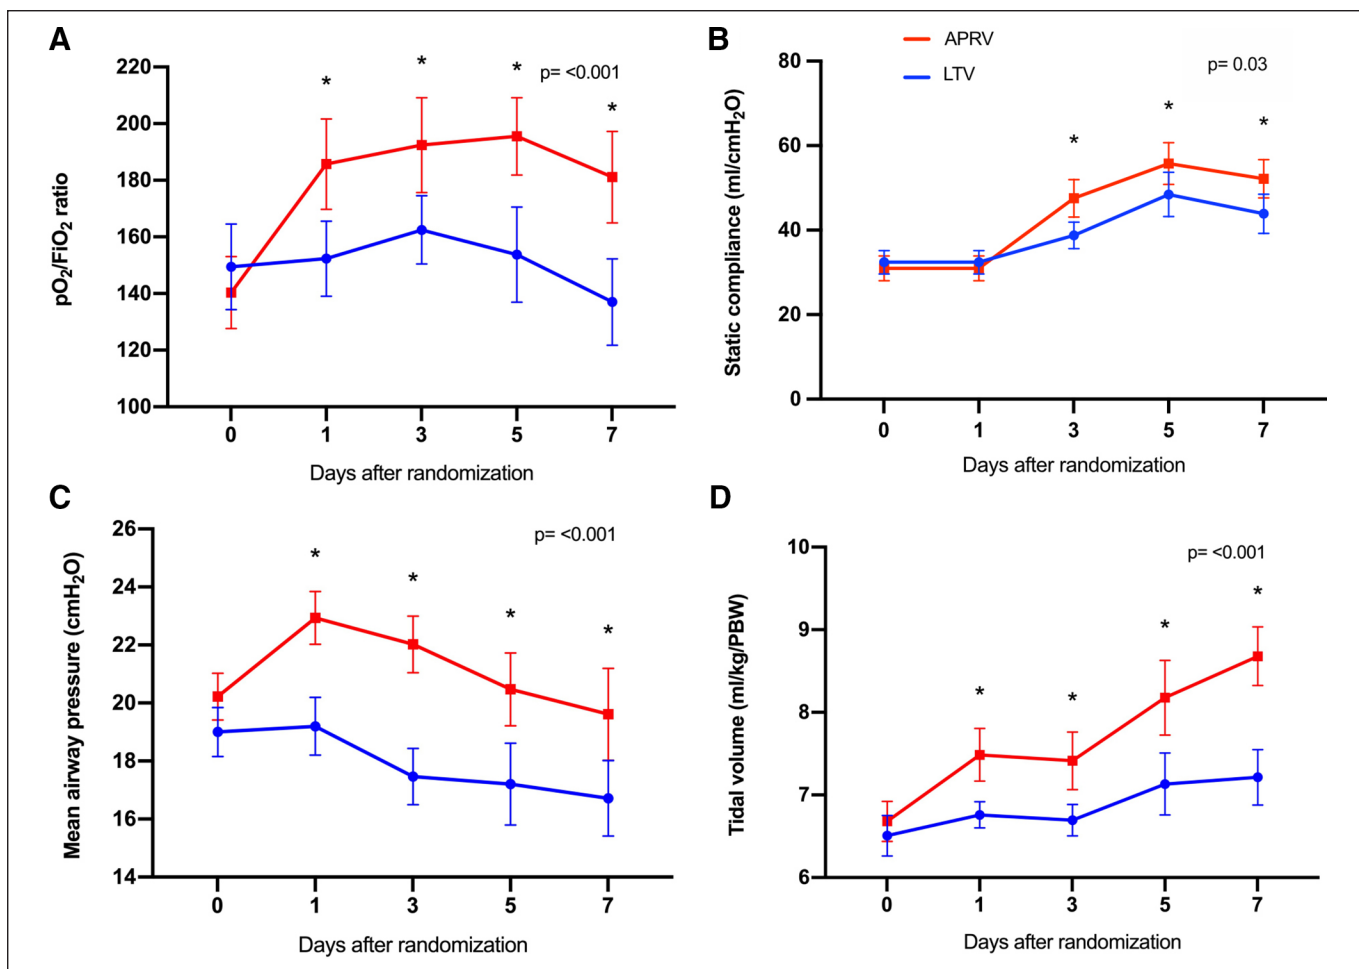 A
220
200
180
160
140
120
100
pO2/FiO2 ratio
* * * *
p= <0.001
0 1 3 5 7
Days after randomization
B
APRV
LTV
80
60
40
20
0
Static compliance (ml/cmH2O)
* * *
p= 0.03
0 1 3 5 7
Days after randomization
C
26
24
22
20
18
16
14
Mean airway pressure (cmH2O)
* * * *
p= <0.001
0 1 3 5 7
Days after randomization
D
10
9
8
7
6
Tidal volume (ml/kg/PBW)
* * * *
p= <0.001
0 1 3 5 7
Days after randomization